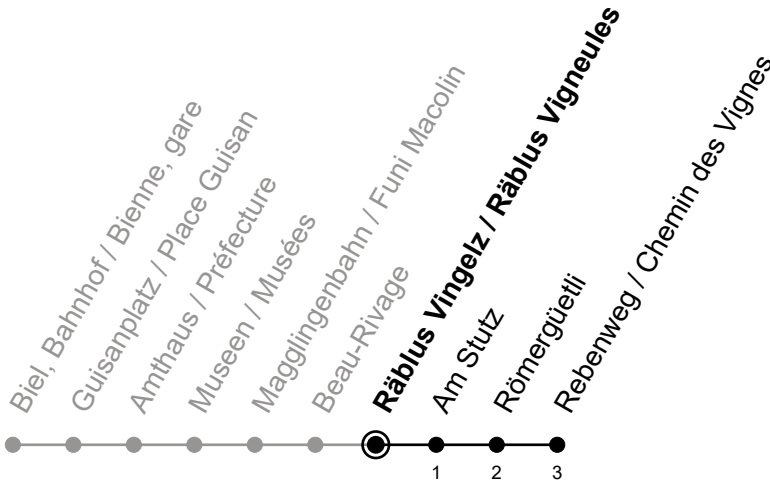 Biel, Bahnhof / Bienne, gare
Guisanplatz / Place Guisan
Amthaus / Préfecture
Museen / Musées
Magglingenbahn / Funi Macolin
Beau-Rivage
Räblus Vingelz / Räblus Vigneules
Am Stutz
Römergüetli
Rebenweg / Chemin des Vignes
1
2
3